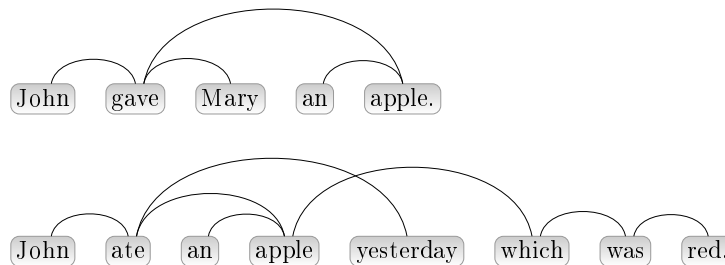 John gave Mary an apple.
John ate an apple yesterday which was red.